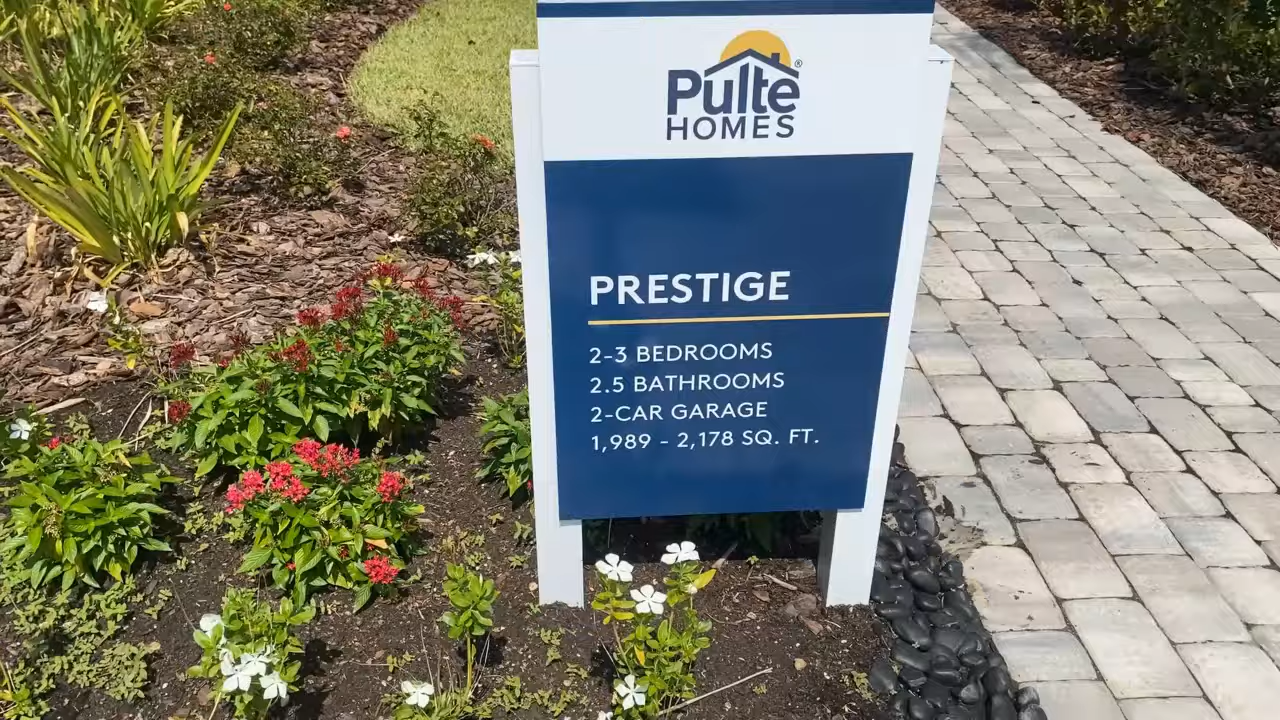 Pulte®
HOMES
PRESTIGE
2-3 BEDROOMS
2.5 BATHROOMS
2-CAR GARAGE
1,989 - 2,178 SQ. FT.